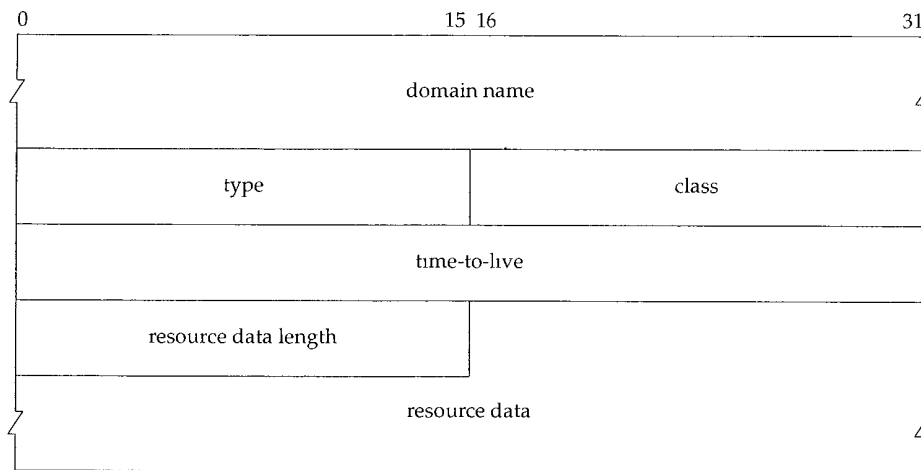 0 15 16 31
domain name
type class
time-to-live
resource data length
resource data